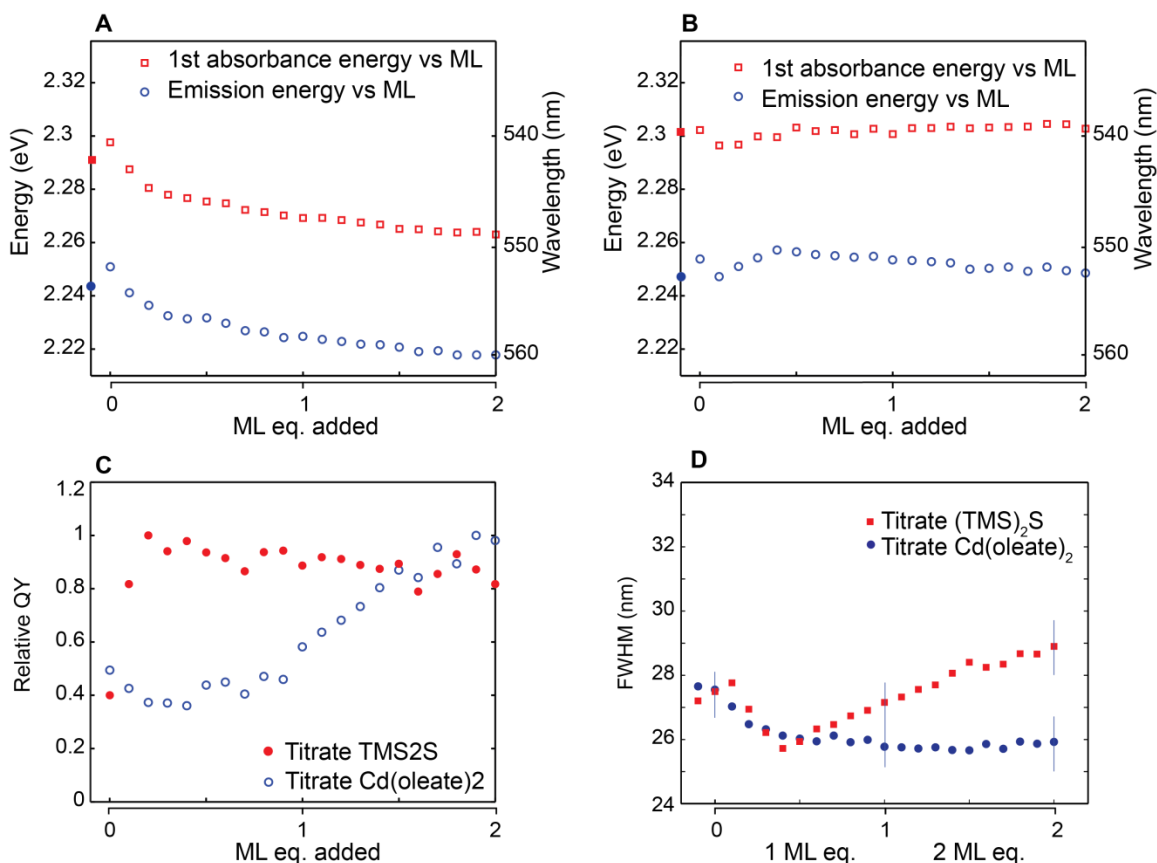 A
1st absorbance energy vs ML
Emission energy vs ML
Energy (eV)
2.32
2.3
2.28
2.26
2.24
2.22
Wavelength (nm)
540
550
560
0
1
2
ML eq. added
B
1st absorbance energy vs ML
Emission energy vs ML
Energy (eV)
2.32
2.3
2.28
2.26
2.24
2.22
Wavelength (nm)
540
550
560
0
1
2
ML eq. added
C
Relative QY
1.2
1
0.8
0.6
0.4
0.2
0
Titrate TMS2S
Titrate Cd(oleate)2
0
1
2
ML eq. added
D
FWHM (nm)
34
32
30
28
26
24
Titrate (TMS)₂S
Titrate Cd(oleate)₂
0
1
2
1 ML eq.
2 ML eq.